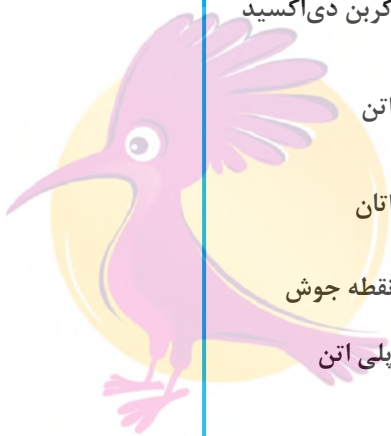 کربن دی‌اکسید
اتن
اتان
نقطه جوش
پلی اتن